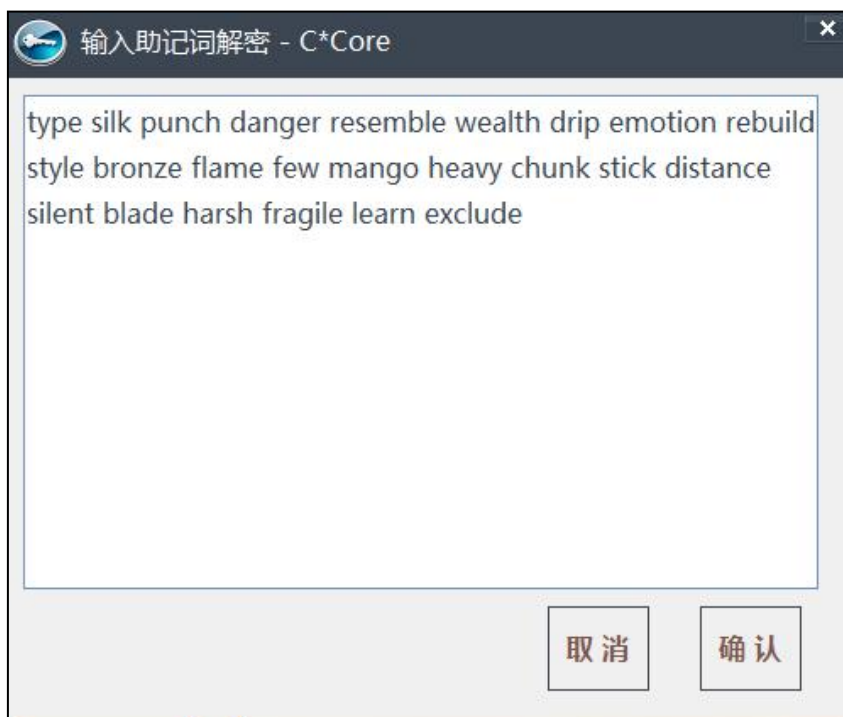 输入助记词解密 - C*Core
type silk punch danger resemble wealth drip emotion rebuild
style bronze flame few mango heavy chunk stick distance
silent blade harsh fragile learn exclude
取消 确认